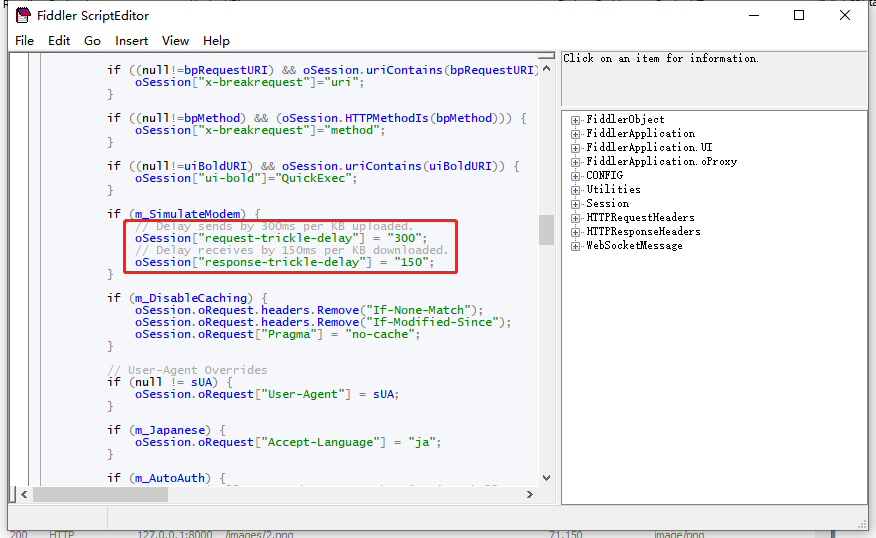 Fiddler ScriptEditor
File Edit Go Insert View Help
if ((null!=bpRequestURI) && oSession.uriContains(bpRequestURI)
oSession["x-breakrequest"]="uri";
}
if ((null!=bpMethod) && (oSession.HTTPMethodIs(bpMethod))) {
oSession["x-breakrequest"]="method";
}
if ((null!=uiBoldURI) && oSession.uriContains(uiBoldURI)) {
oSession["ui-bold"]="QuickExec";
}
if (m_SimulateModem) {
// Delay sends by 300ms per KB uploaded.
oSession["request-trickle-delay"] = "300";
// Delay receives by 150ms per KB downloaded.
oSession["response-trickle-delay"] = "150";
}
if (m_DisableCaching) {
oSession.oRequest.headers.Remove("If-None-Match");
oSession.oRequest.headers.Remove("If-Modified-Since");
oSession.oRequest["Pragma"] = "no-cache";
}
// User-Agent Overrides
if (null != sUA) {
oSession.oRequest["User-Agent"] = sUA;
}
if (m_Japanese) {
oSession.oRequest["Accept-Language"] = "ja";
}
if (m_AutoAuth) {
Click on an item for information.
FiddlerObject
FiddlerApplication
FiddlerApplication.UI
FiddlerApplication.oProxy
CONFIG
Utilities
Session
HTTPRequestHeaders
HTTPResponseHeaders
WebSocketMessage
200 HTTP 127.0.0.1:8000 /images/2.png 71,150 image/png